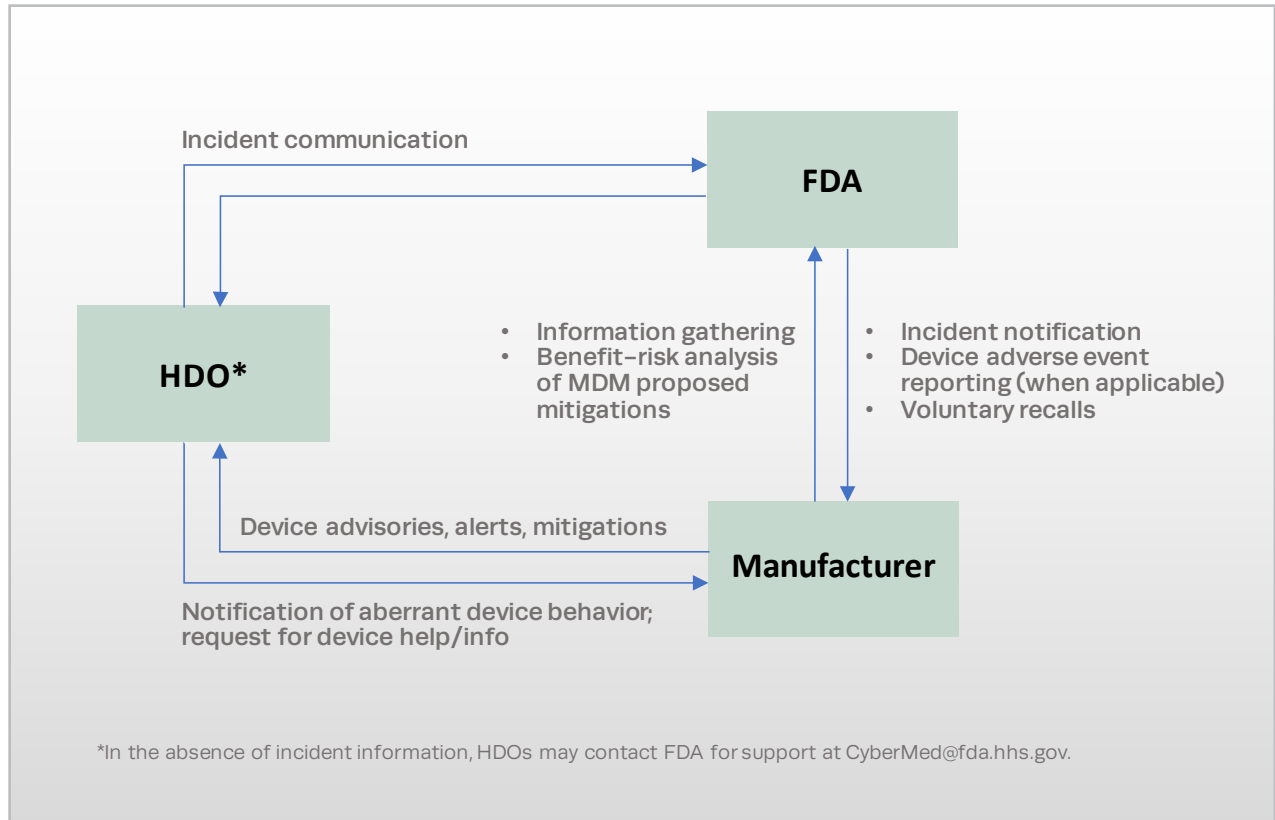 Incident communication
FDA
HDO*
• Information gathering
• Benefit–risk analysis
of MDM proposed
mitigations
• Incident notification
• Device adverse event
reporting (when applicable)
• Voluntary recalls
Device advisories, alerts, mitigations
Manufacturer
Notification of aberrant device behavior;
request for device help/info
*In the absence of incident information, HDOs may contact FDA for support at CyberMed@fda.hhs.gov.